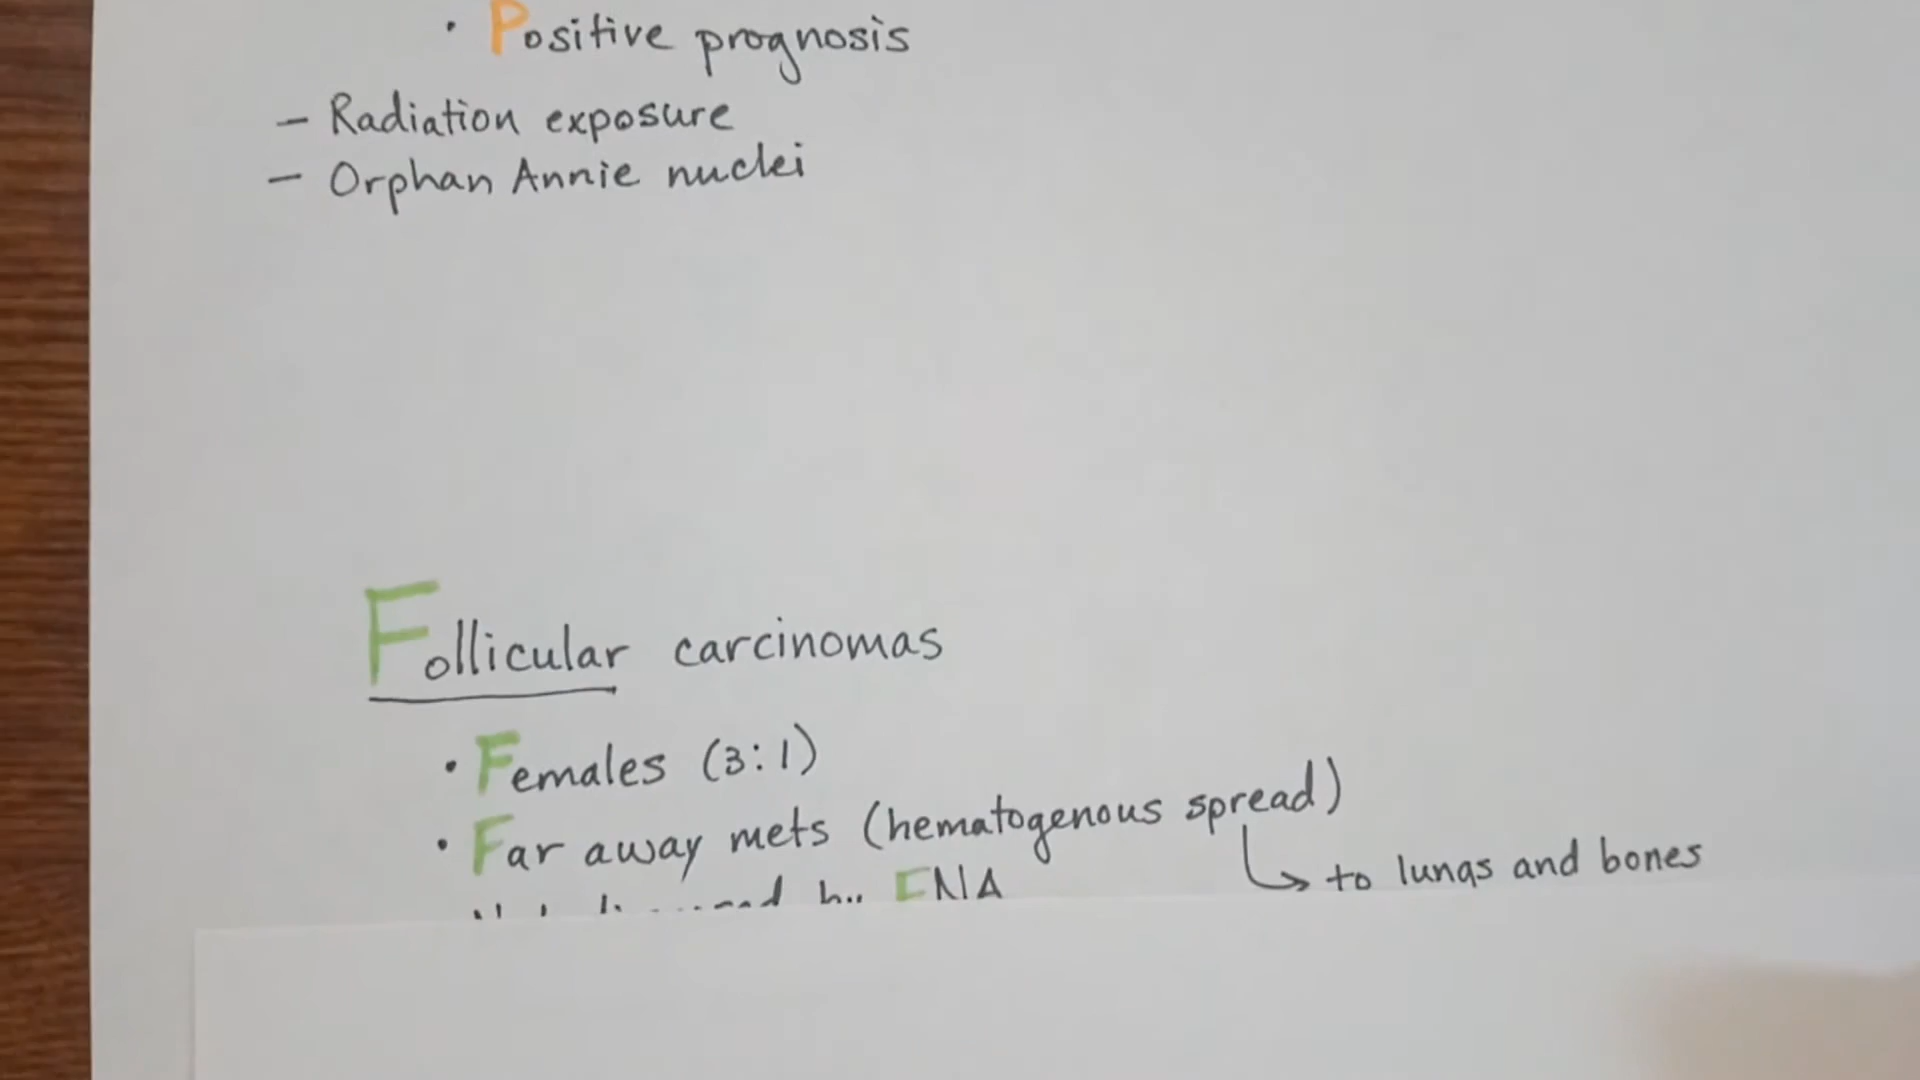 · Positive prognosis
– Radiation exposure
– Orphan Annie nuclei
Follicular carcinomas
· Females (3:1)
· Far away mets (hematogenous spread)
↳ to lungs and bones
FNA